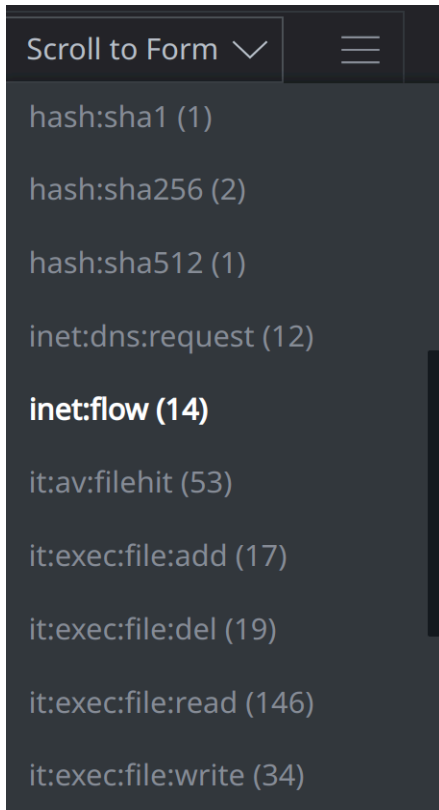 Scroll to Form
hash:sha1 (1)
hash:sha256 (2)
hash:sha512 (1)
inet:dns:request (12)
inet:flow (14)
it:av:filehit (53)
it:exec:file:add (17)
it:exec:file:del (19)
it:exec:file:read (146)
it:exec:file:write (34)